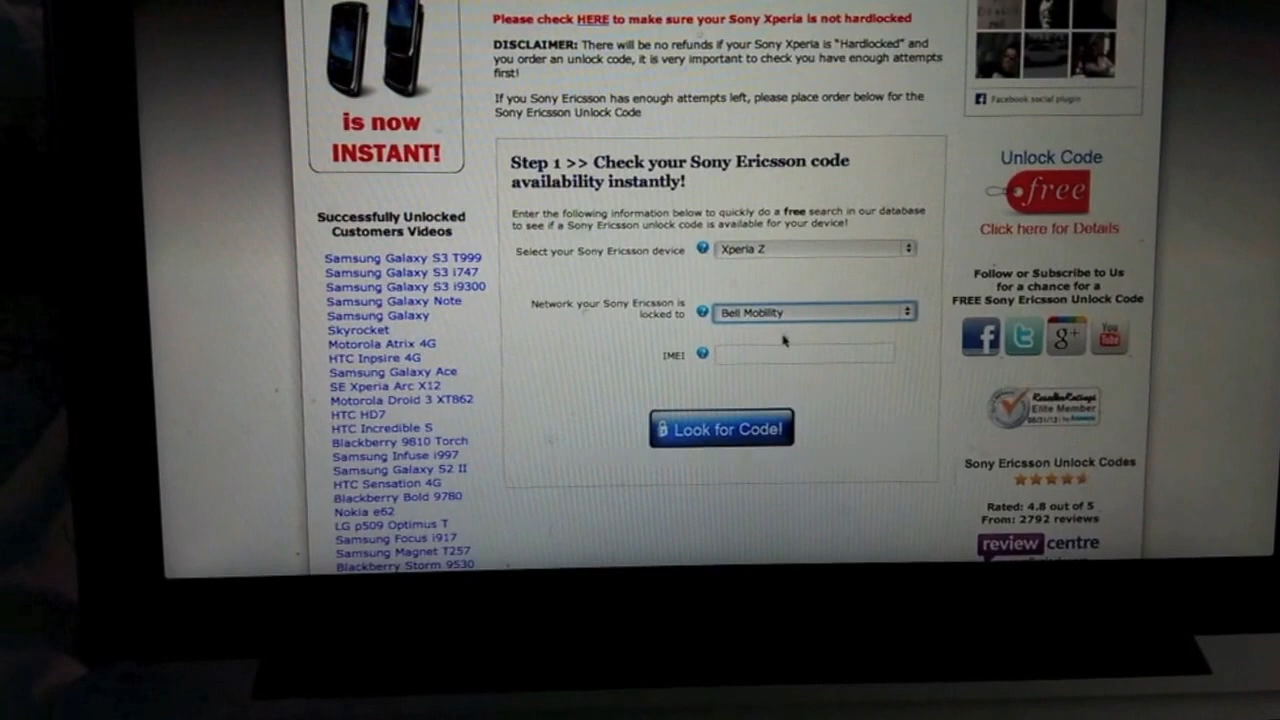 is now
INSTANT!
Successfully Unlocked
Customers Videos
Samsung Galaxy S3 T999
Samsung Galaxy S3 i747
Samsung Galaxy S3 i9300
Samsung Galaxy Note
Samsung Galaxy
Skyrocket
Motorola Atrix 4G
HTC Inpsire 4G
Samsung Galaxy Ace
SE Xperia Arc X12
Motorola Droid 3 XT862
HTC HD7
HTC Incredible S
Blackberry 9810 Torch
Samsung Infuse i997
Samsung Galaxy S2 II
HTC Sensation 4G
Blackberry Bold 9780
Nokia e62
LG p509 Optimus T
Samsung Focus i917
Samsung Magnet T257
Blackberry Storm 9530
Please check HERE to make sure your Sony Xperia is not hardlocked
DISCLAIMER: There will be no refunds if your Sony Xperia is "Hardlocked" and
you order an unlock code, it is very important to check you have enough attempts
first!
If you Sony Ericsson has enough attempts left, please place order below for the
Sony Ericsson Unlock Code
Step 1 >> Check your Sony Ericsson code
availability instantly!
Enter the following information below to quickly do a free search in our database
to see if a Sony Ericsson unlock code is available for your device!
Select your Sony Ericsson device ? Xperia Z
Network your Sony Ericsson is
locked to ? Bell Mobility
IMEI ?
Look for Code!
f Facebook social plugin
Unlock Code
free
Click here for Details
Follow or Subscribe to Us
for a chance for a
FREE Sony Ericsson Unlock Code
f t g+ You Tube
ResellerRatings
Elite Member
Sony Ericsson Unlock Codes
Rated: 4.8 out of 5
From: 2792 reviews
review centre